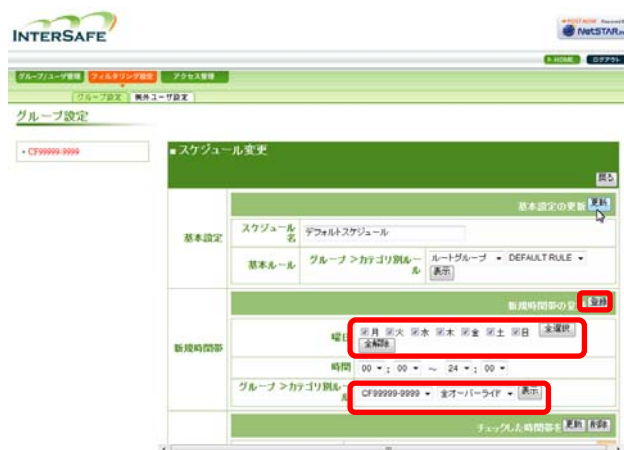 INTERSAFE
NetSTAR
HOME
グループ/ユーザ管理 フィルタリング設定 アクセス管理
グループ設定 例外ユーザ設定
グループ設定
・CF99999-9999
■スケジュール変更
戻る
基本設定の更新 更新
基本設定
スケジュール名 デフォルトスケジュール
基本ルール グループ >カテゴリ別ルール ルートグループ DEFAULT RULE 表示
新規時間帯の登 登録
新規時間帯
曜日 月 火 水 木 金 土 日 全選択
全解除
時間 00 : 00 ～ 24 : 00
グループ >カテゴリ別ルール CF99999-9999 全オーバーライド 表示
チェックした時間帯を 更新 削除